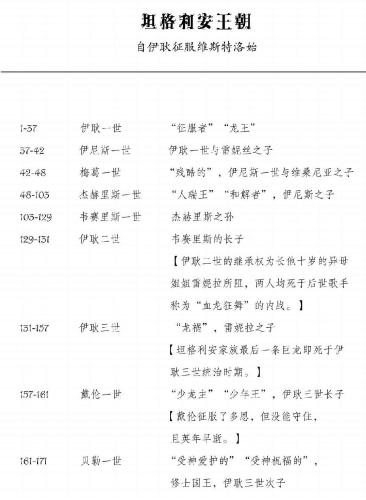 坦格利安王朝
自伊耿征服维斯特洛始
1-37 伊耿一世 “征服者”“龙王”
37-42 伊尼斯一世 伊耿一世与雷妮丝之子
42-48 梅葛一世 “残酷的”，伊尼斯一世与维桑尼亚之子
48-103 杰赫里斯一世 “人瑞王”“和解者”，伊尼斯之子
103-129 韦赛里斯一世 杰赫里斯之孙
129-131 伊耿二世 韦赛里斯的长子
【伊耿二世的继承权为长他十岁的异母
姐姐雷妮拉所阻，两人均死于后世歌手
称为“血龙狂舞”的内战。】
131-157 伊耿三世 “龙祸”，雷妮拉之子
【坦格利安家族最后一条巨龙即死于伊
耿三世统治时期。】
157-161 戴伦一世 “少龙主”“少年王”，伊耿三世长子
【戴伦征服了多恩，但没能守住，
且英年早逝。】
161-171 贝勒一世 “受神爱护的”“受神祝福的”，
修士国王，伊耿三世次子